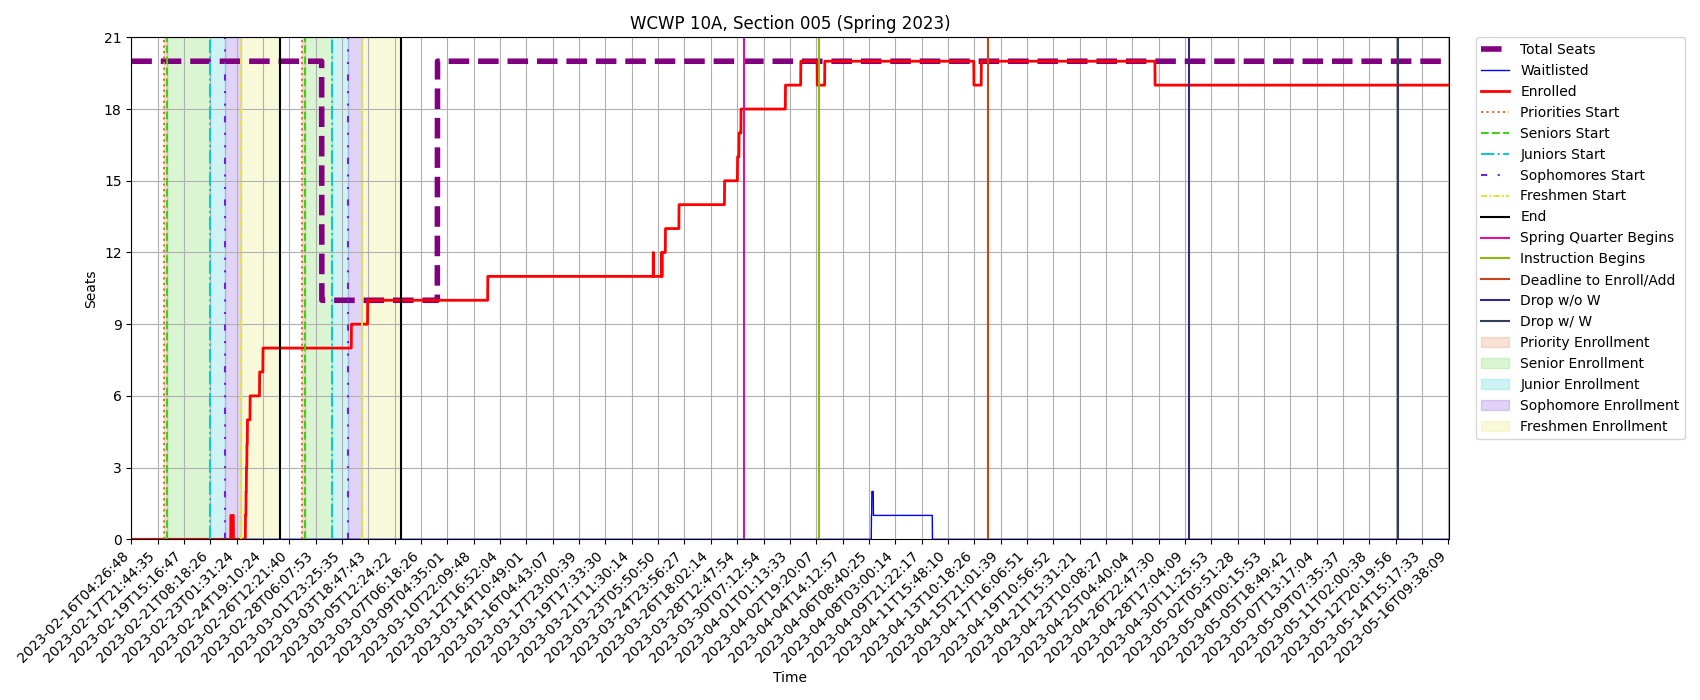 WCWP 10A, Section 005 (Spring 2023)
21
18
15
12
9
6
3
0
Seats
2023-02-16T04:26:48
2023-02-17T21:44:35
2023-02-19T15:16:47
2023-02-21T08:18:26
2023-02-23T01:31:24
2023-02-24T19:10:24
2023-02-26T12:21:40
2023-02-28T06:07:53
2023-03-01T23:25:35
2023-03-03T18:47:43
2023-03-05T12:24:22
2023-03-07T06:18:26
2023-03-09T04:35:01
2023-03-10T22:09:48
2023-03-12T16:52:04
2023-03-14T10:49:01
2023-03-16T04:43:07
2023-03-17T23:00:39
2023-03-19T17:33:30
2023-03-21T11:30:14
2023-03-23T05:50:50
2023-03-24T23:56:27
2023-03-26T18:02:14
2023-03-28T12:47:54
2023-03-30T07:12:54
2023-04-01T01:13:33
2023-04-02T19:20:07
2023-04-04T14:12:57
2023-04-06T08:40:25
2023-04-08T03:00:14
2023-04-09T21:22:17
2023-04-11T15:48:10
2023-04-13T10:18:26
2023-04-15T21:01:39
2023-04-17T16:06:51
2023-04-19T10:56:52
2023-04-21T15:31:21
2023-04-23T10:08:27
2023-04-25T04:40:04
2023-04-26T22:47:30
2023-04-28T17:04:09
2023-04-30T11:25:53
2023-05-02T05:51:28
2023-05-04T00:15:53
2023-05-05T18:49:42
2023-05-07T13:17:04
2023-05-09T07:35:37
2023-05-11T02:00:38
2023-05-12T20:19:56
2023-05-14T15:17:33
2023-05-16T09:38:09
Time
Total Seats
Waitlisted
Enrolled
Priorities Start
Seniors Start
Juniors Start
Sophomores Start
Freshmen Start
End
Spring Quarter Begins
Instruction Begins
Deadline to Enroll/Add
Drop w/o W
Drop w/ W
Priority Enrollment
Senior Enrollment
Junior Enrollment
Sophomore Enrollment
Freshmen Enrollment